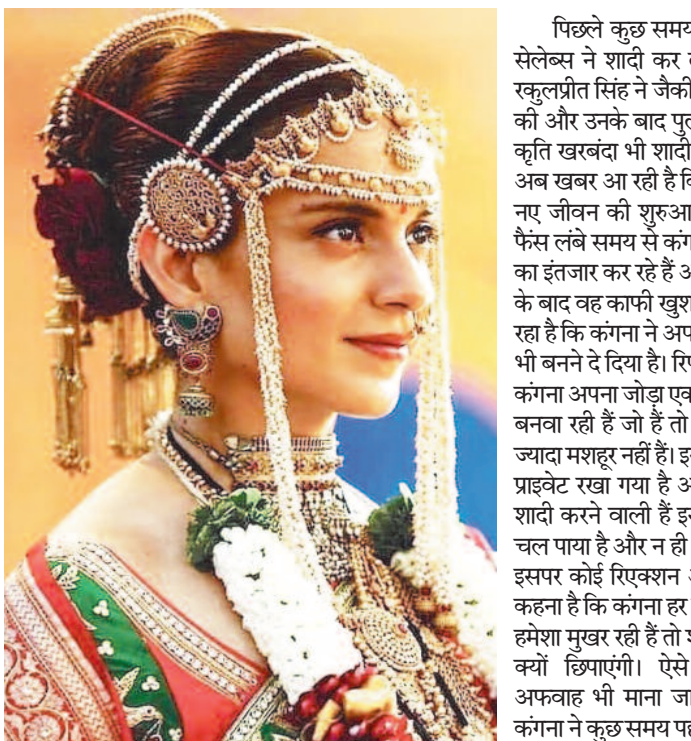 पिछले कुछ समय
सेलेब्स ने शादी कर
रकुलप्रीत सिंह ने जैकी
की और उनके बाद पुल
कृति खरबंदा भी शादी
अब खबर आ रही है
नए जीवन की शुरुआ
फैंस लंबे समय से कंग
का इंतजार कर रहे हैं
के बाद वह काफी खुश
रहा है कि कंगना ने अप
भी बनने दे दिया है। रिप
कंगना अपना जोड़ा एक
बनवा रही हैं जो हैं तो
ज्यादा मशहूर नहीं हैं।
प्राइवेट रखा गया है
शादी करने वाली हैं
चल पाया है और न ही
इसपर कोई रिएक्शन
कहना है कि कंगना हर
हमेशा मुखर रही हैं तो
क्यों छिपाएंगी। ऐसे
अफवाह भी माना जा
कंगना ने कुछ समय पह